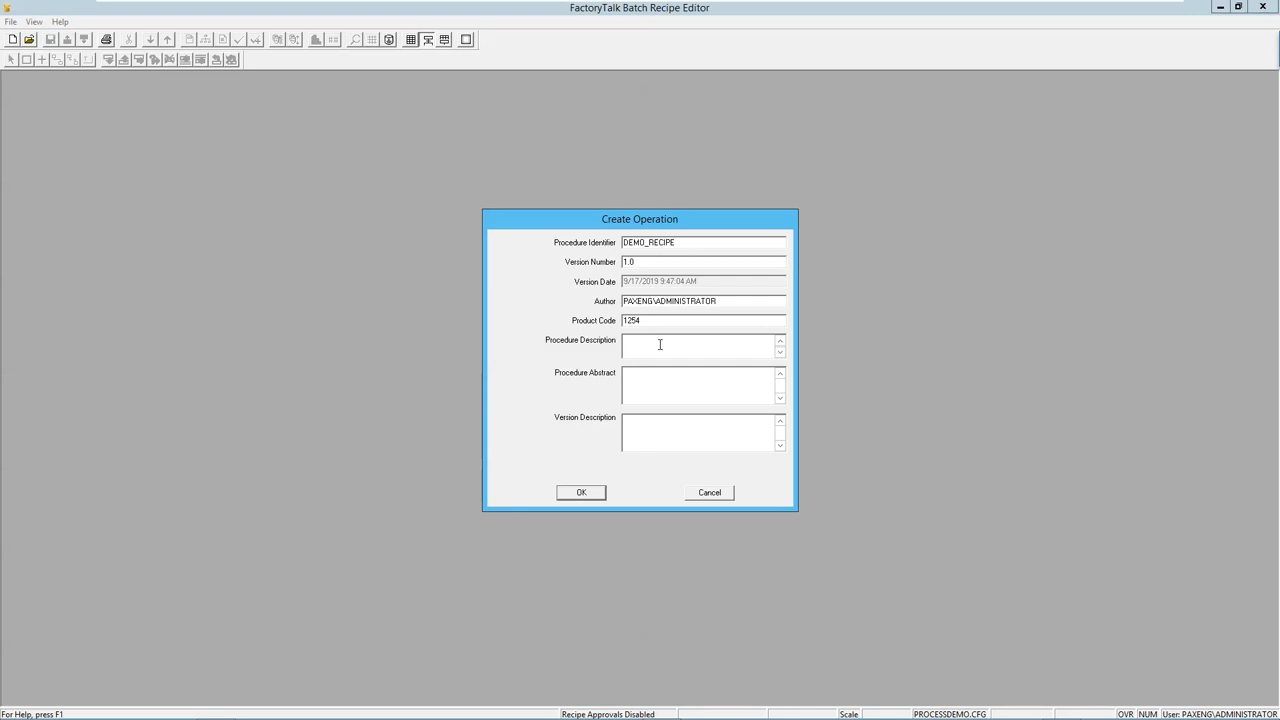 FactoryTalk Batch Recipe Editor
File View Help
Create Operation
Procedure Identifier DEMO_RECIPE
Version Number 1.0
Version Date 9/17/2019 9:47:04 AM
Author PAXENG\ADMINISTRATOR
Product Code 1254
Procedure Description
Procedure Abstract
Version Description
OK Cancel
For Help, press F1 Recipe Approvals Disabled Scale PROCESSDEMO.CFG OVR NUM User: PAXENG\ADMINISTRATOR